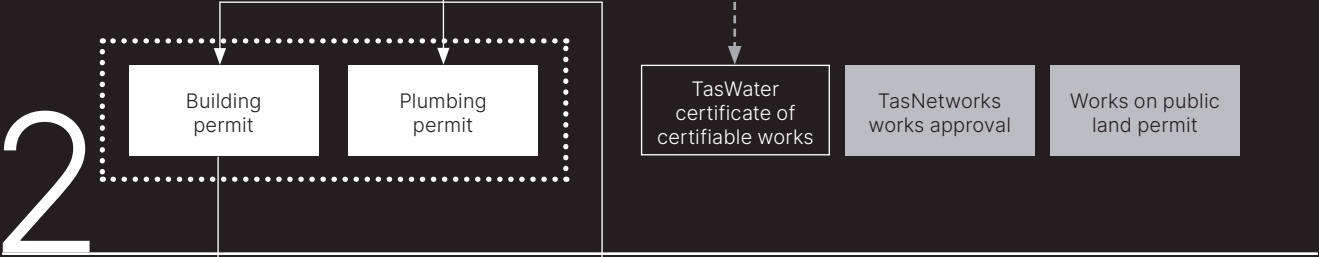 2
Building
permit
Plumbing
permit
TasWater
certificate of
certifiable works
TasNetworks
works approval
Works on public
land permit